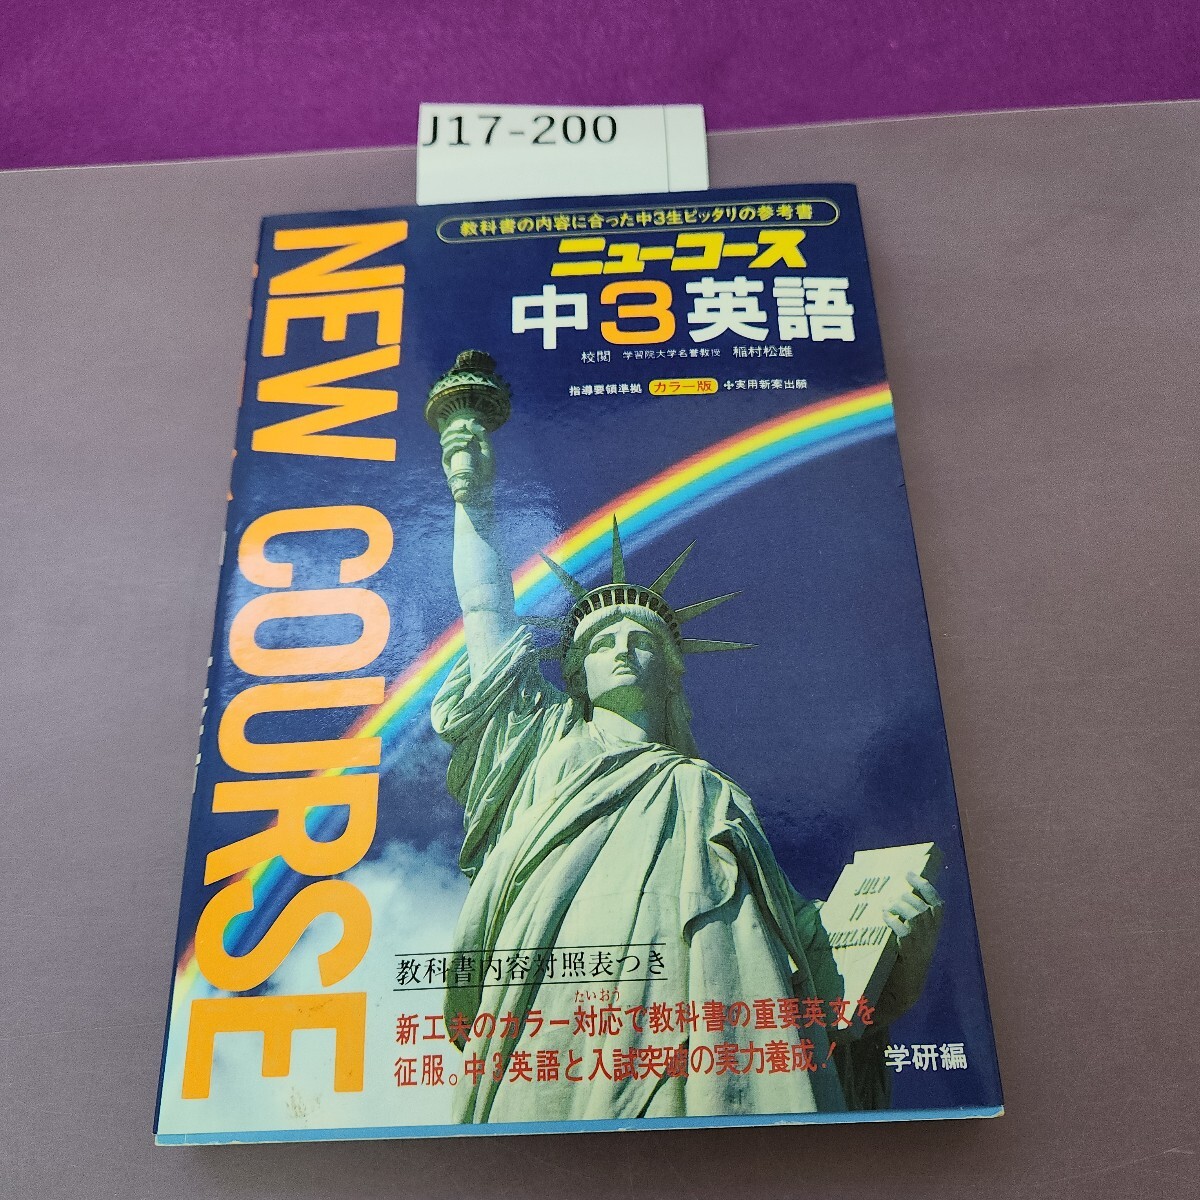 J17-200
教科書の内容に合った中3生ピッタリの参考書
ニューコース
中3英語
校閲 学習院大学名誉教授 稲村松雄
指導要領準拠 カラー版 ✣実用新案出願
NEW COURSE
JULY
教科書内容対照表つき
たいおう
新工夫のカラー対応で教科書の重要英文を
征服。中3英語と入試突破の実力養成!
学研編